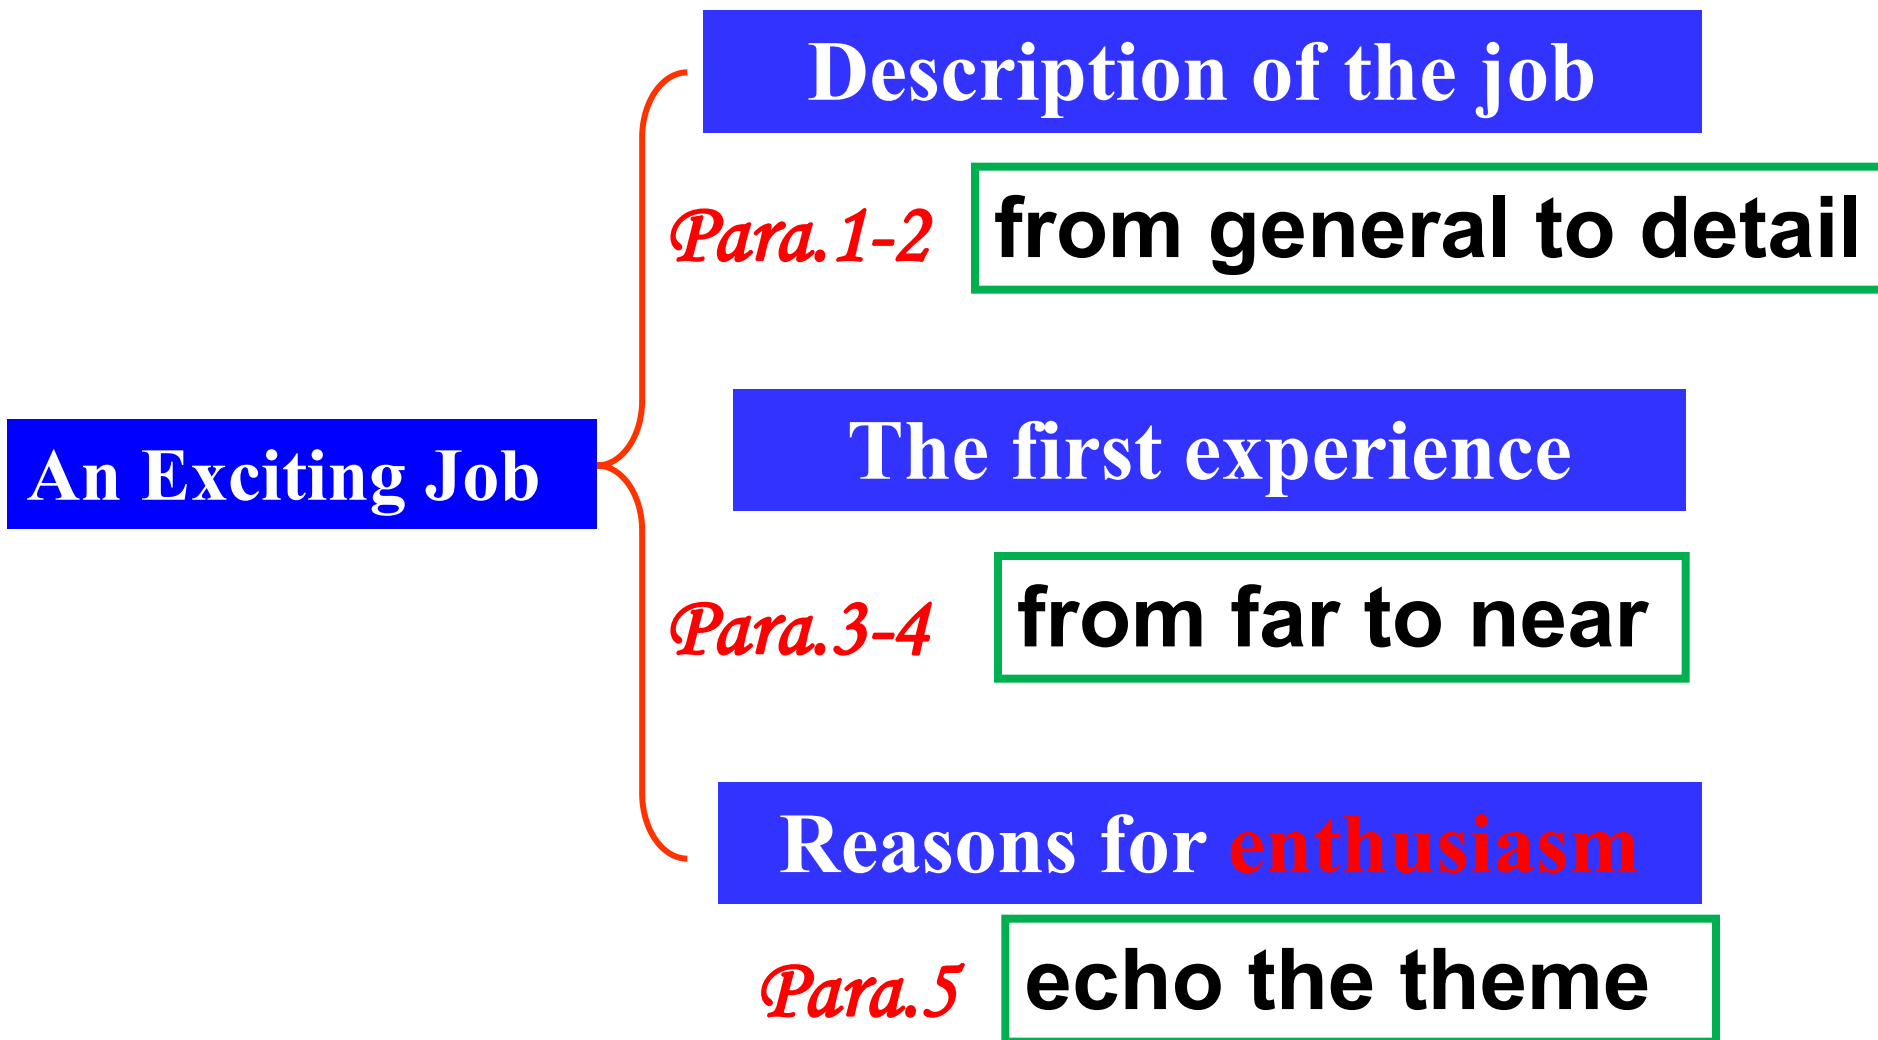 Description of the job
Para.1-2 from general to detail
An Exciting Job
The first experience
Para.3-4 from far to near
Reasons for enthusiasm
Para.5 echo the theme